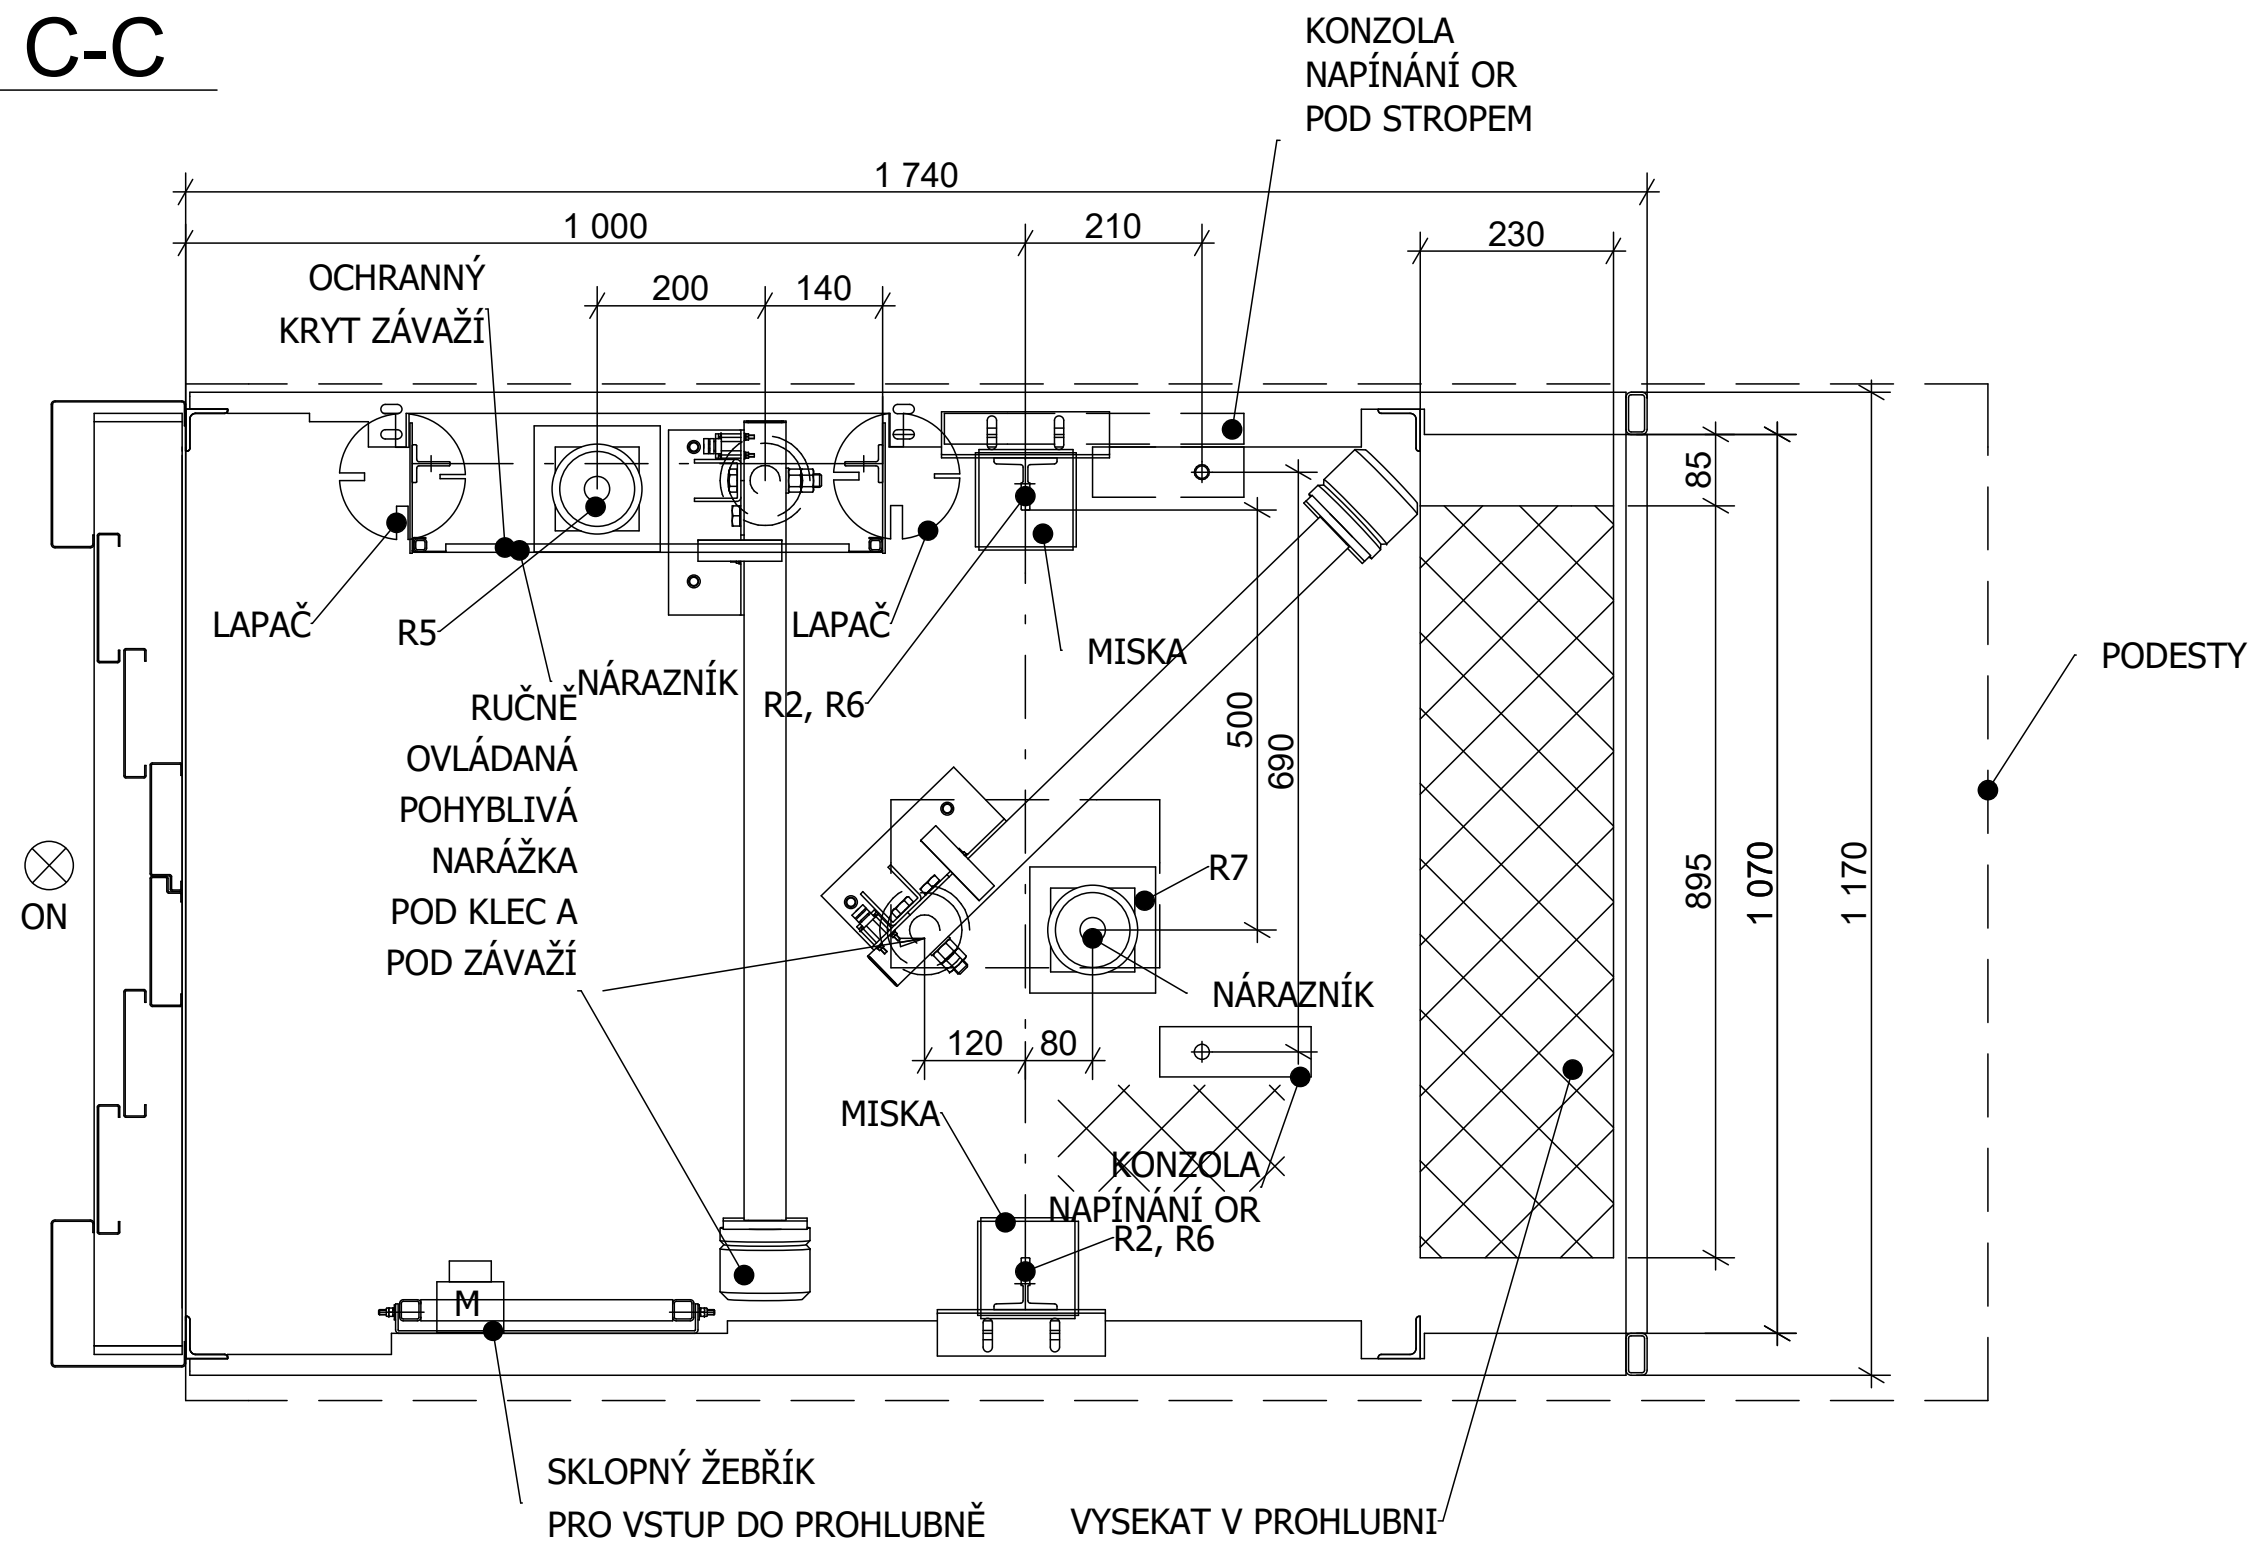 C-C
KONZOLA
NAPÍNÁNÍ OR
POD STROPEM
1 740
1 000
210
230
OCHRANNÝ
KRYT ZÁVAŽÍ
200
140
85
LAPAČ
R5
LAPAČ
MISKA
PODESTY
NÁRAZNÍK
R2, R6
RUČNĚ
OVLÁDANÁ
POHYBLIVÁ
NARÁŽKA
POD KLEC A
POD ZÁVAŽÍ
500
690
895
1 070
1 170
R7
ON
NÁRAZNÍK
120
80
MISKA
KONZOLA
NAPÍNÁNÍ OR
R2, R6
M
SKLOPNÝ ŽEBŘÍK
PRO VSTUP DO PROHLUBNĚ
VYSEKAT V PROHLUBNI